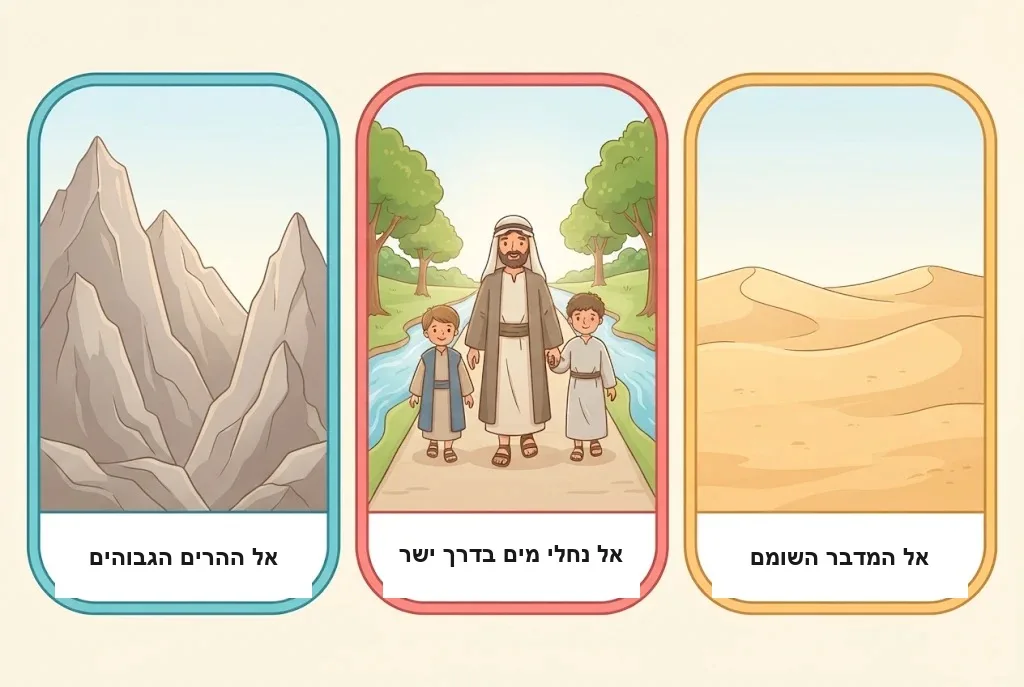 אל המדבר השומם
אל נחלי מים בדרך ישר
אל ההרים הגבוהים